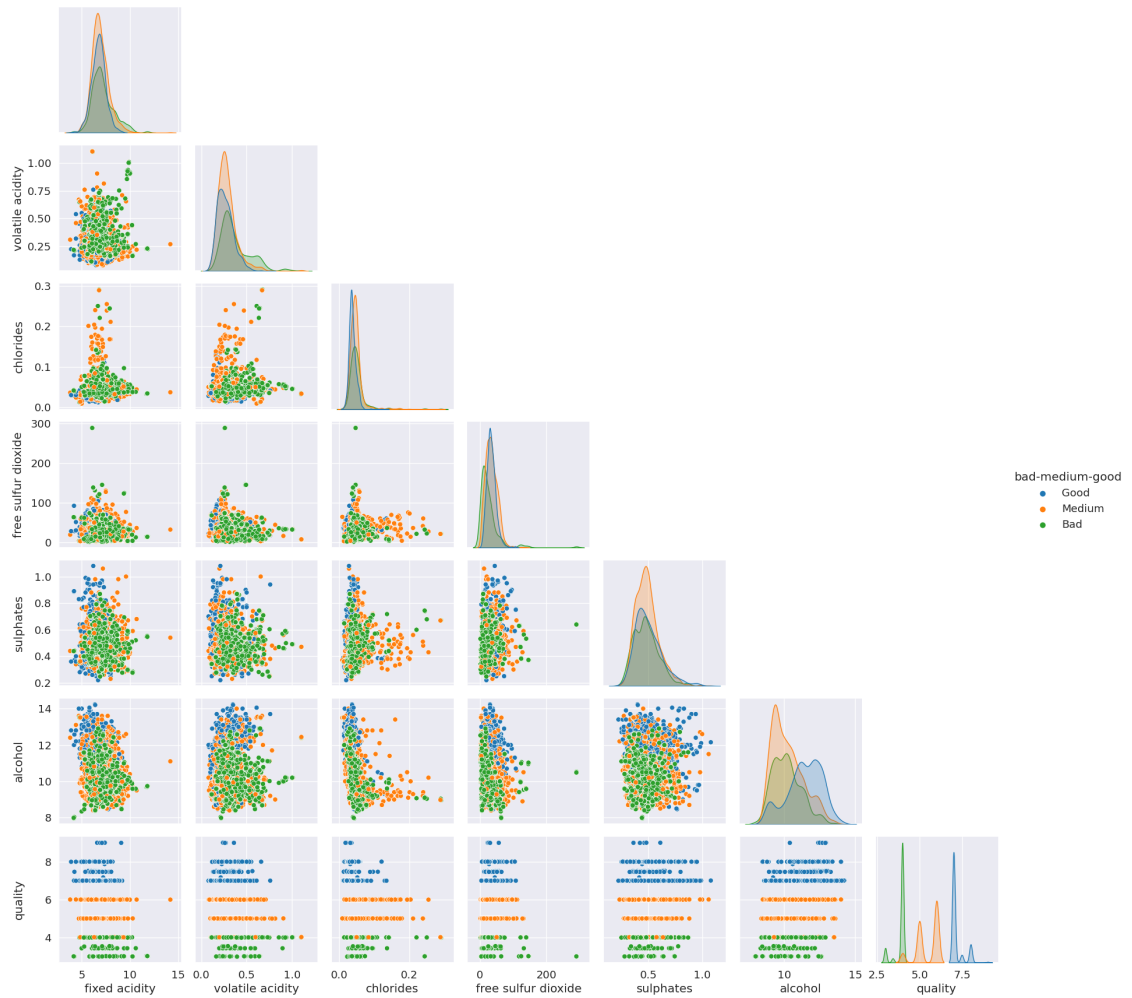 volatile acidity
1.00
0.75
0.50
0.25
chlorides
0.3
0.2
0.1
0.0
free sulfur dioxide
300
200
100
0
bad-medium-good
Good
Medium
Bad
sulphates
1.0
0.8
0.6
0.4
0.2
alcohol
14
12
10
8
quality
8
6
4
5 10 15 0.0 0.5 1.0 0.0 0.2 0 200 0.5 1.0 10 15 2.5 5.0 7.5
fixed acidity volatile acidity chlorides free sulfur dioxide sulphates alcohol quality